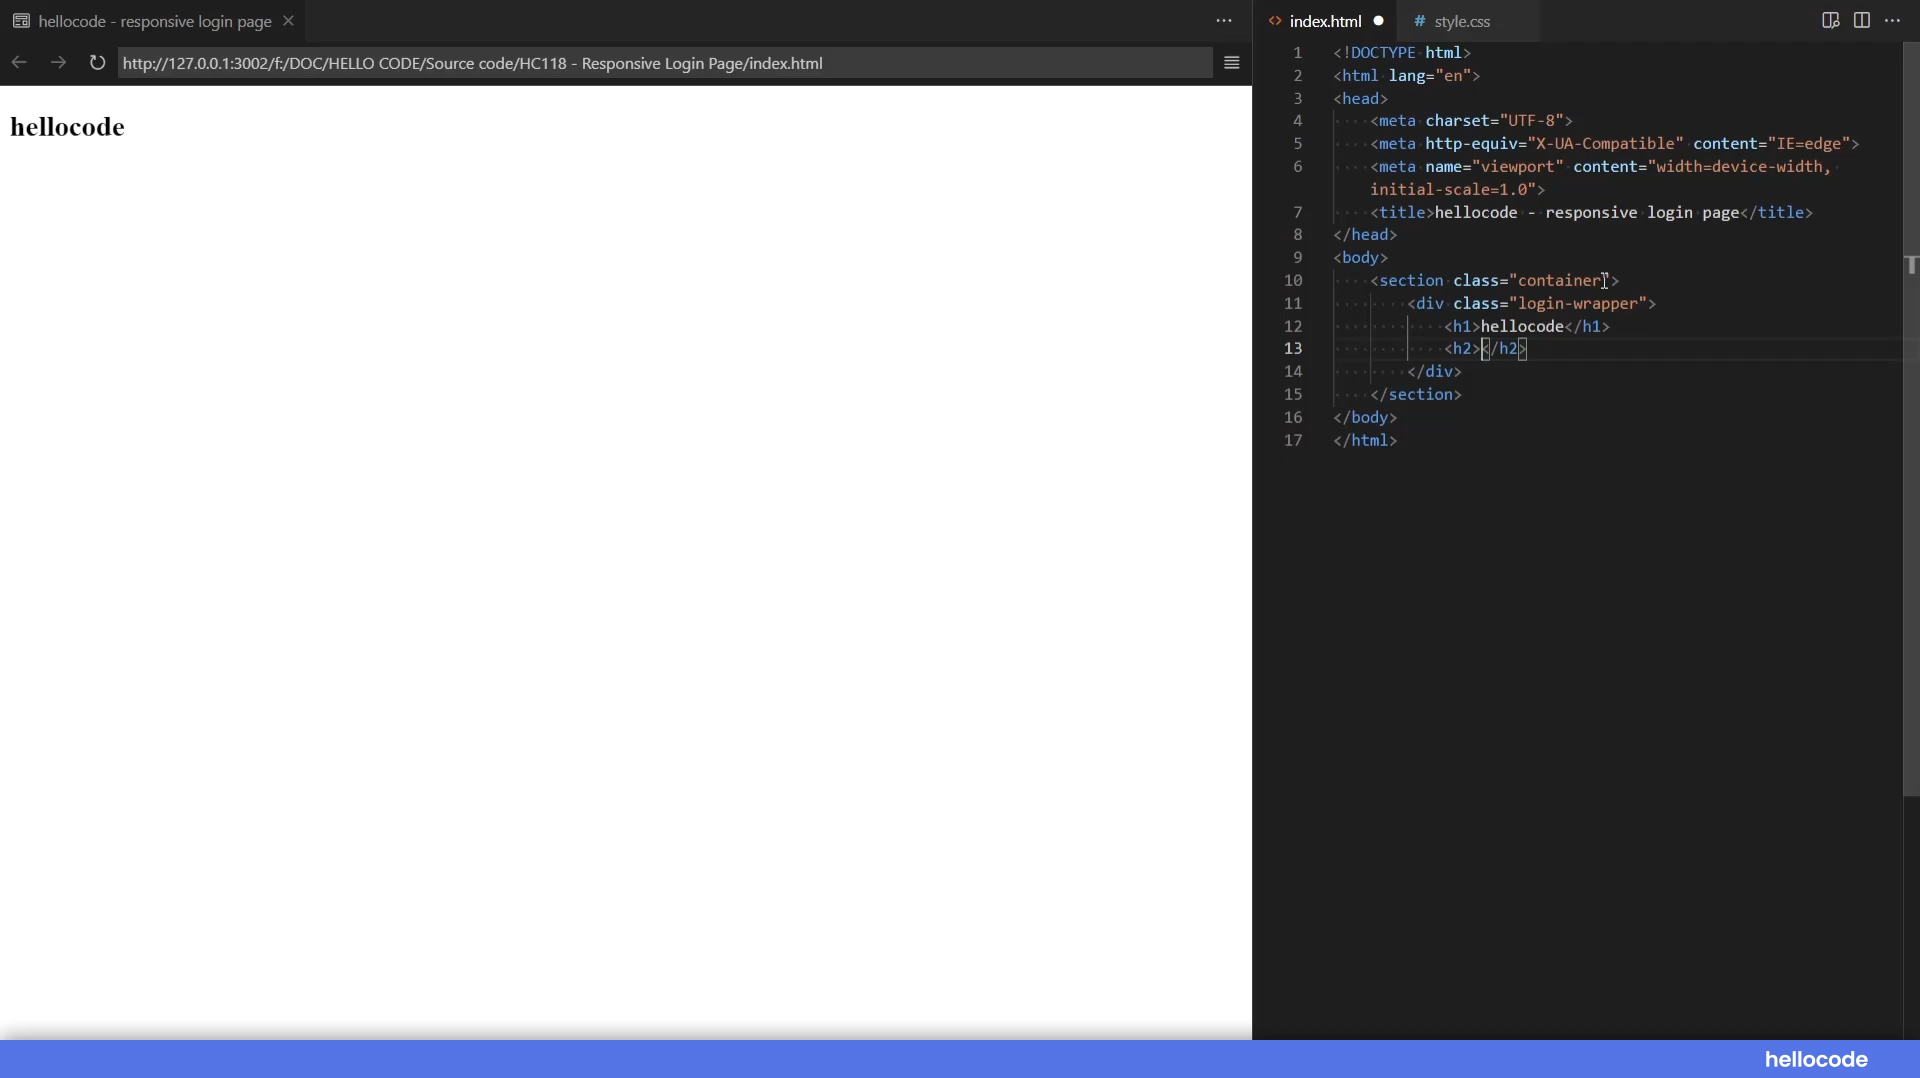 hellocode - responsive login page
http://127.0.0.1:3002/f:/DOC/HELLO CODE/Source code/HC118 - Responsive Login Page/index.html
hellocode
index.html
# style.css
1 <!DOCTYPE html>
2 <html lang="en">
3 <head>
4 <meta charset="UTF-8">
5 <meta http-equiv="X-UA-Compatible" content="IE=edge">
6 <meta name="viewport" content="width=device-width,
initial-scale=1.0">
7 <title>hellocode - responsive login page</title>
8 </head>
9 <body>
10 <section class="container">
11 <div class="login-wrapper">
12 <h1>hellocode</h1>
13 <h2></h2>
14 </div>
15 </section>
16 </body>
17 </html>
hellocode